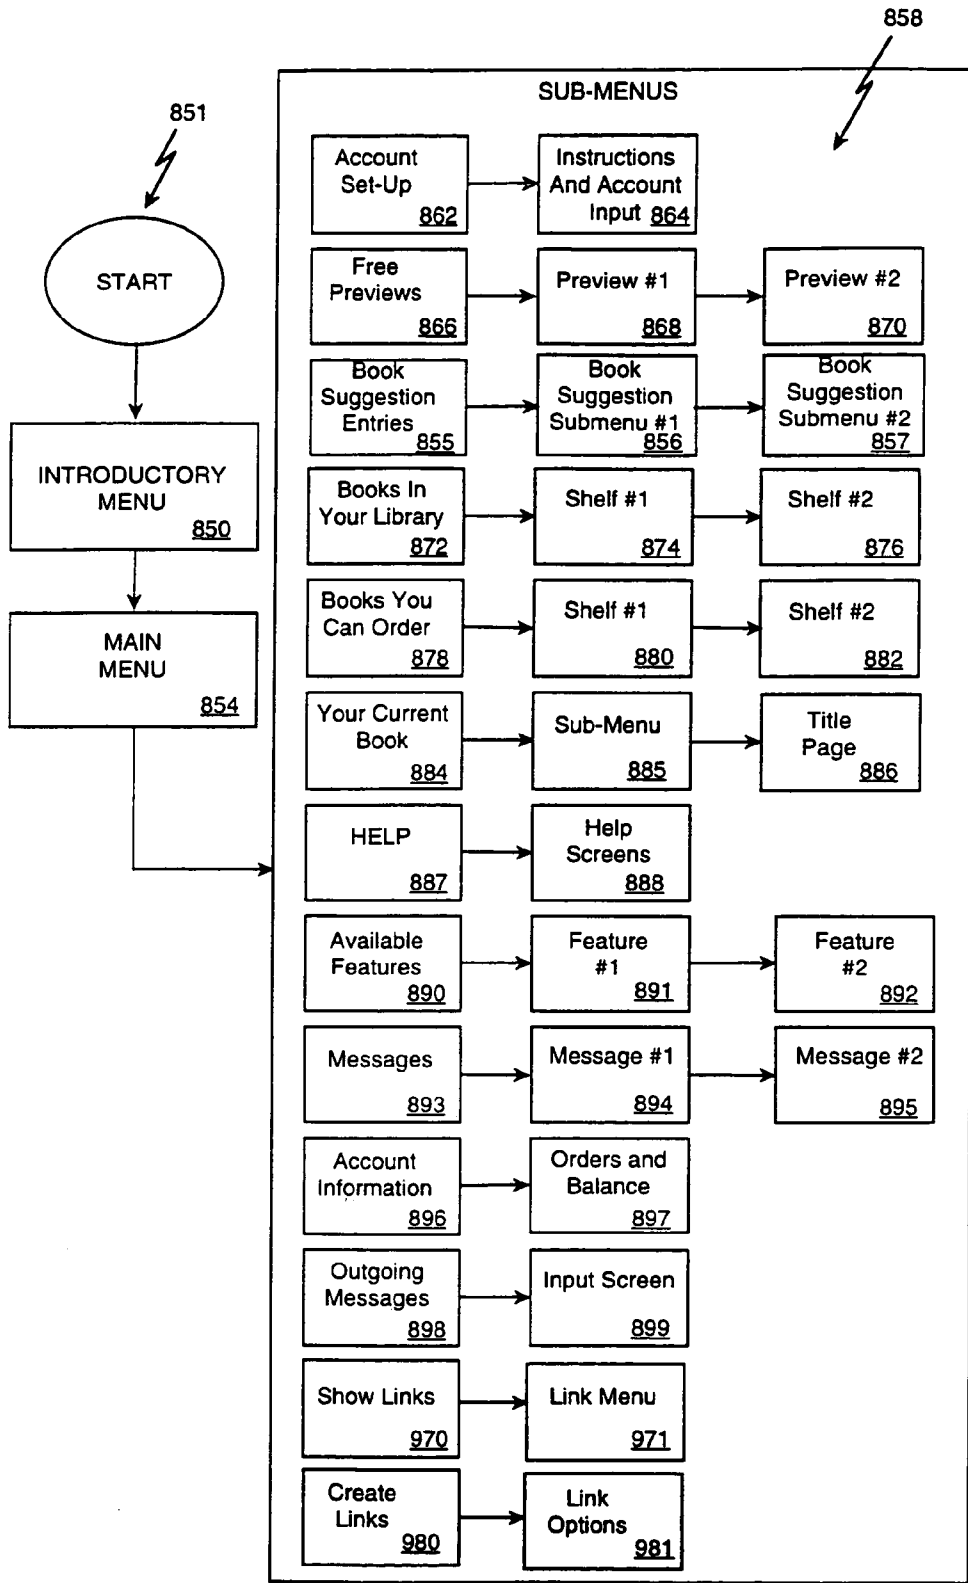 858
SUB-MENUS
851
START
INTRODUCTORY
MENU
850
MAIN
MENU
854
Account
Set-Up
862
Instructions
And Account
Input 864
Free
Previews
866
Preview #1
868
Preview #2
870
Book
Suggestion
Entries
855
Book
Suggestion
Submenu #1
856
Book
Suggestion
Submenu #2
857
Books In
Your Library
872
Shelf #1
874
Shelf #2
876
Books You
Can Order
878
Shelf #1
880
Shelf #2
882
Your Current
Book
884
Sub-Menu
885
Title
Page
886
HELP
887
Help
Screens
888
Available
Features
890
Feature
#1
891
Feature
#2
892
Messages
893
Message #1
894
Message #2
895
Account
Information
896
Orders and
Balance
897
Outgoing
Messages
898
Input Screen
899
Show Links
970
Link Menu
971
Create
Links
980
Link
Options
981